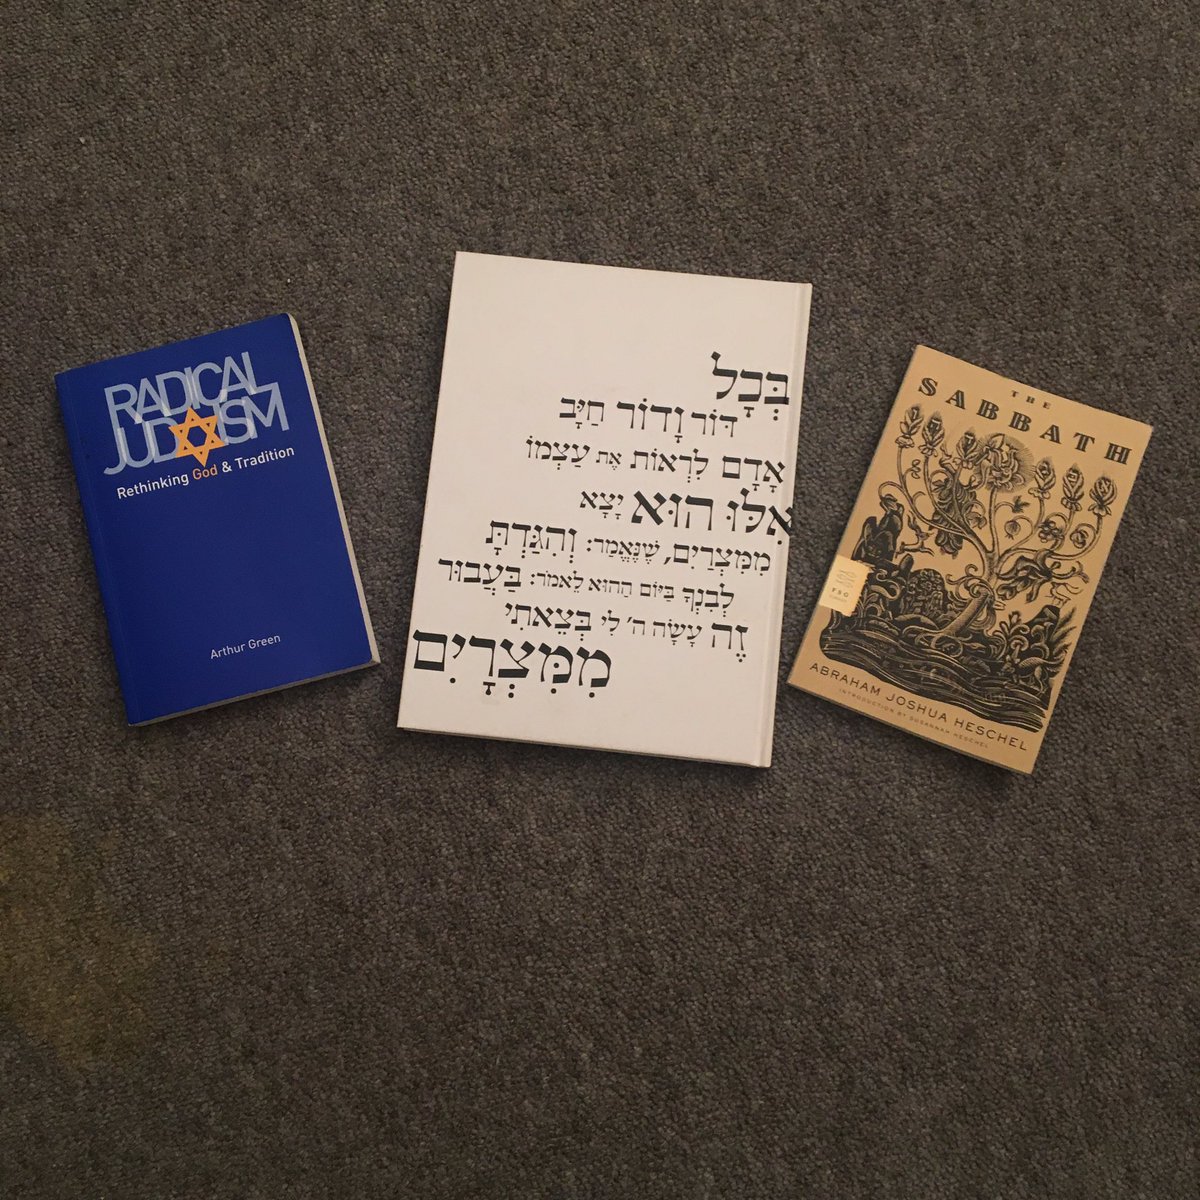 RADICAL
JUDAISM
Rethinking God & Tradition
Arthur Green
בְּכָל
דּוֹר וָדוֹר חַיָּב
אָדָם לִרְאוֹת אֶת עַצְמוֹ
אִלּוּ הוּא יָצָא
מִמִּצְרַיִם, שֶׁנֶּאֱמַר: וְהִגַּדְתָּ
לְבִנְךָ בַּיּוֹם הַהוּא לֵאמֹר: בַּעֲבוּר
זֶה עָשָׂה ה׳ לִי בְּצֵאתִי
מִמִּצְרָיִם
THE
SABBATH
FSG
ABRAHAM JOSHUA HESCHEL
INTRODUCTION BY SUSANNAH HESCHEL